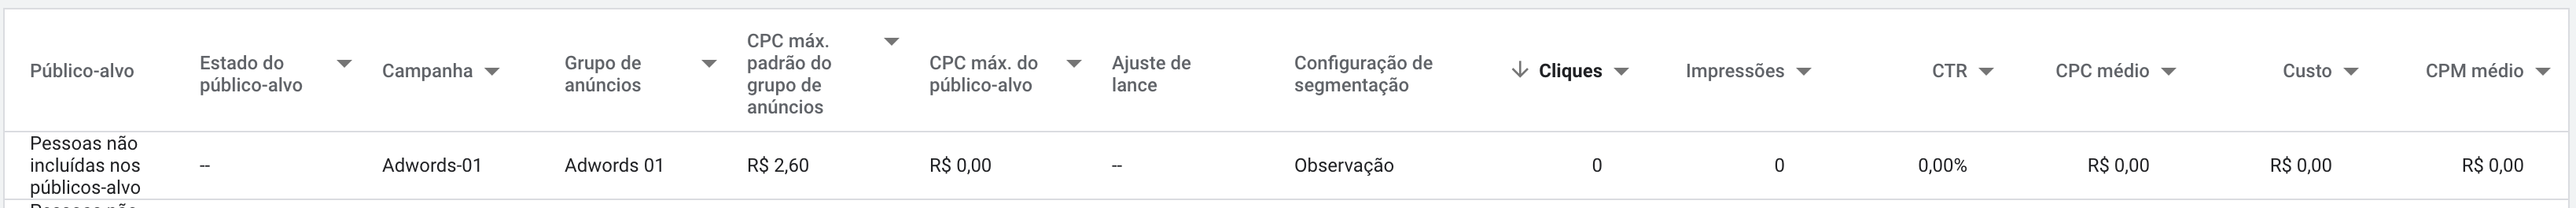 Público-alvo
Estado do
público-alvo
Campanha
Grupo de
anúncios
CPC máx.
padrão do
grupo de
anúncios
CPC máx. do
público-alvo
Ajuste de
lance
Configuração de
segmentação
Cliques
Impressões
CTR
CPC médio
Custo
CPM médio
Pessoas não
incluídas nos
públicos-alvo
--
Adwords-01
Adwords 01
R$ 2,60
R$ 0,00
--
Observação
0
0
0,00%
R$ 0,00
R$ 0,00
R$ 0,00